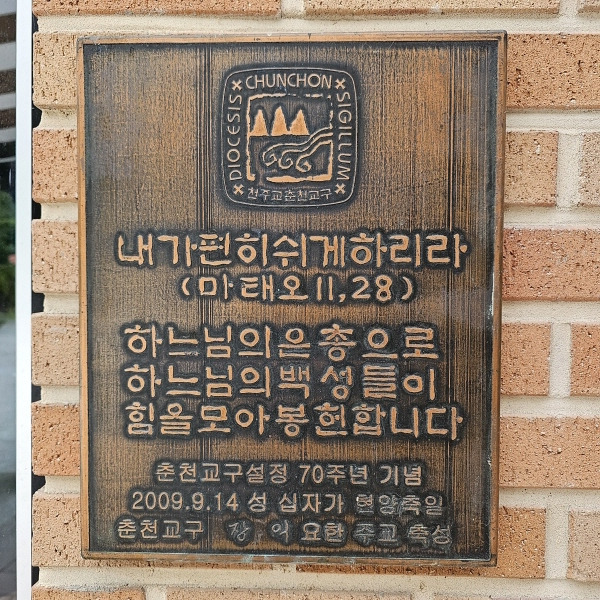 CHUNCHON
DIOCESIS
SIGILLUM
천주교춘천교구
내가편히쉬게하리라
(마태오 11,28)
하느님의은총으로
하느님의백성들이
힘을모아봉헌합니다
춘천교구설정 70주년 기념
2009.9.14 성 십자가 현양축일
춘천교구 장 요한 주교 축성